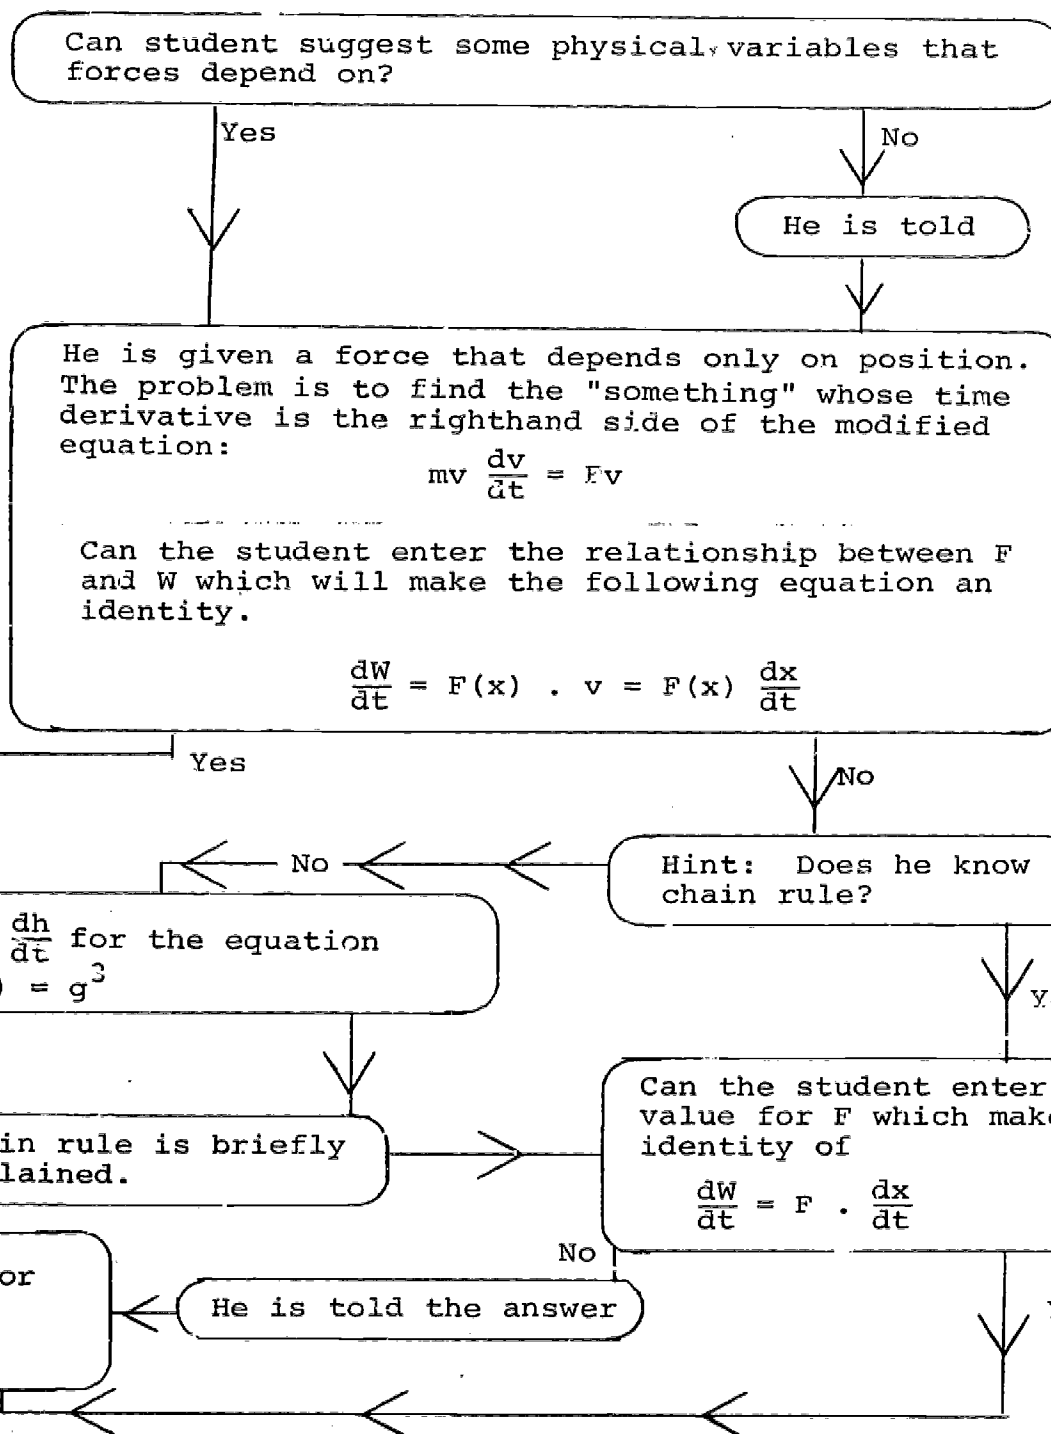 Can student suggest some physical variables that
forces depend on?
Yes
No
He is told
He is given a force that depends only on position.
The problem is to find the "something" whose time
derivative is the righthand side of the modified
equation:
mv dv/dt = Fv
Can the student enter the relationship between F
and W which will make the following equation an
identity.
dW/dt = F(x) . v = F(x) dx/dt
Yes
No
Hint: Does he know
chain rule?
No
dh/dt for the equation
) = g³
y
Can the student enter
value for F which make
identity of
dW/dt = F . dx/dt
in rule is briefly
lained.
No
or
He is told the answer